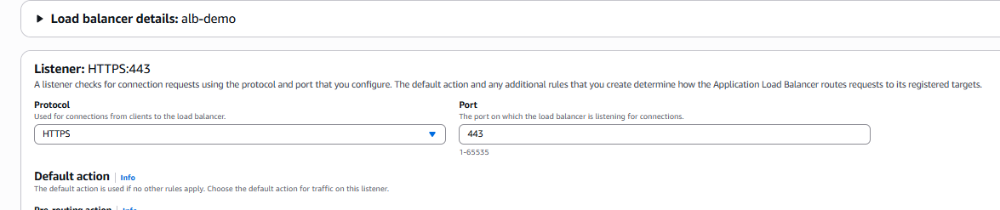 Load balancer details: alb-demo
Listener: HTTPS:443
A listener checks for connection requests using the protocol and port that you configure. The default action and any additional rules that you create determine how the Application Load Balancer routes requests to its registered targets.
Protocol
Used for connections from clients to the load balancer.
HTTPS
Port
The port on which the load balancer is listening for connections.
443
1-65535
Default action | Info
The default action is used if no other rules apply. Choose the default action for traffic on this listener.
Pre-routing action | Info